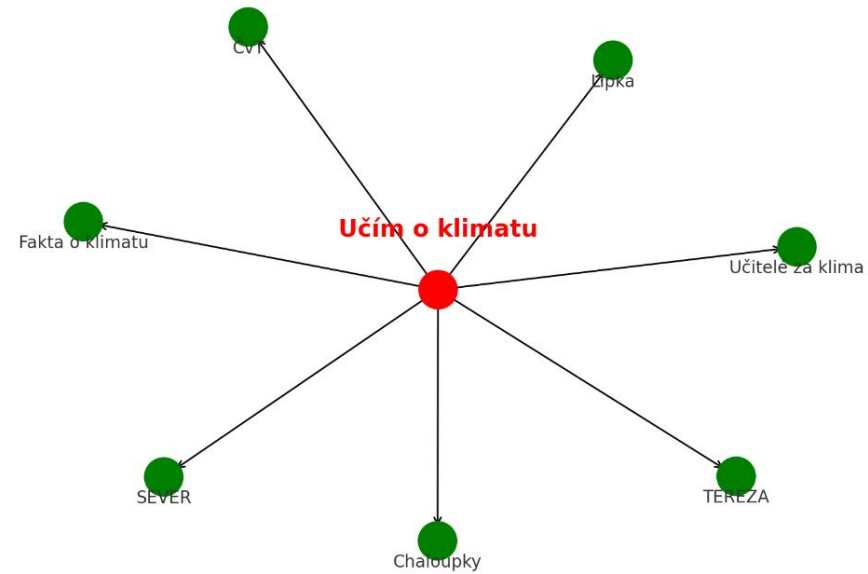 ČVT
Lipka
Učím o klimatu
Fakta o klimatu
Učitelé za klima
SEVER
TEREZA
Chaloupky